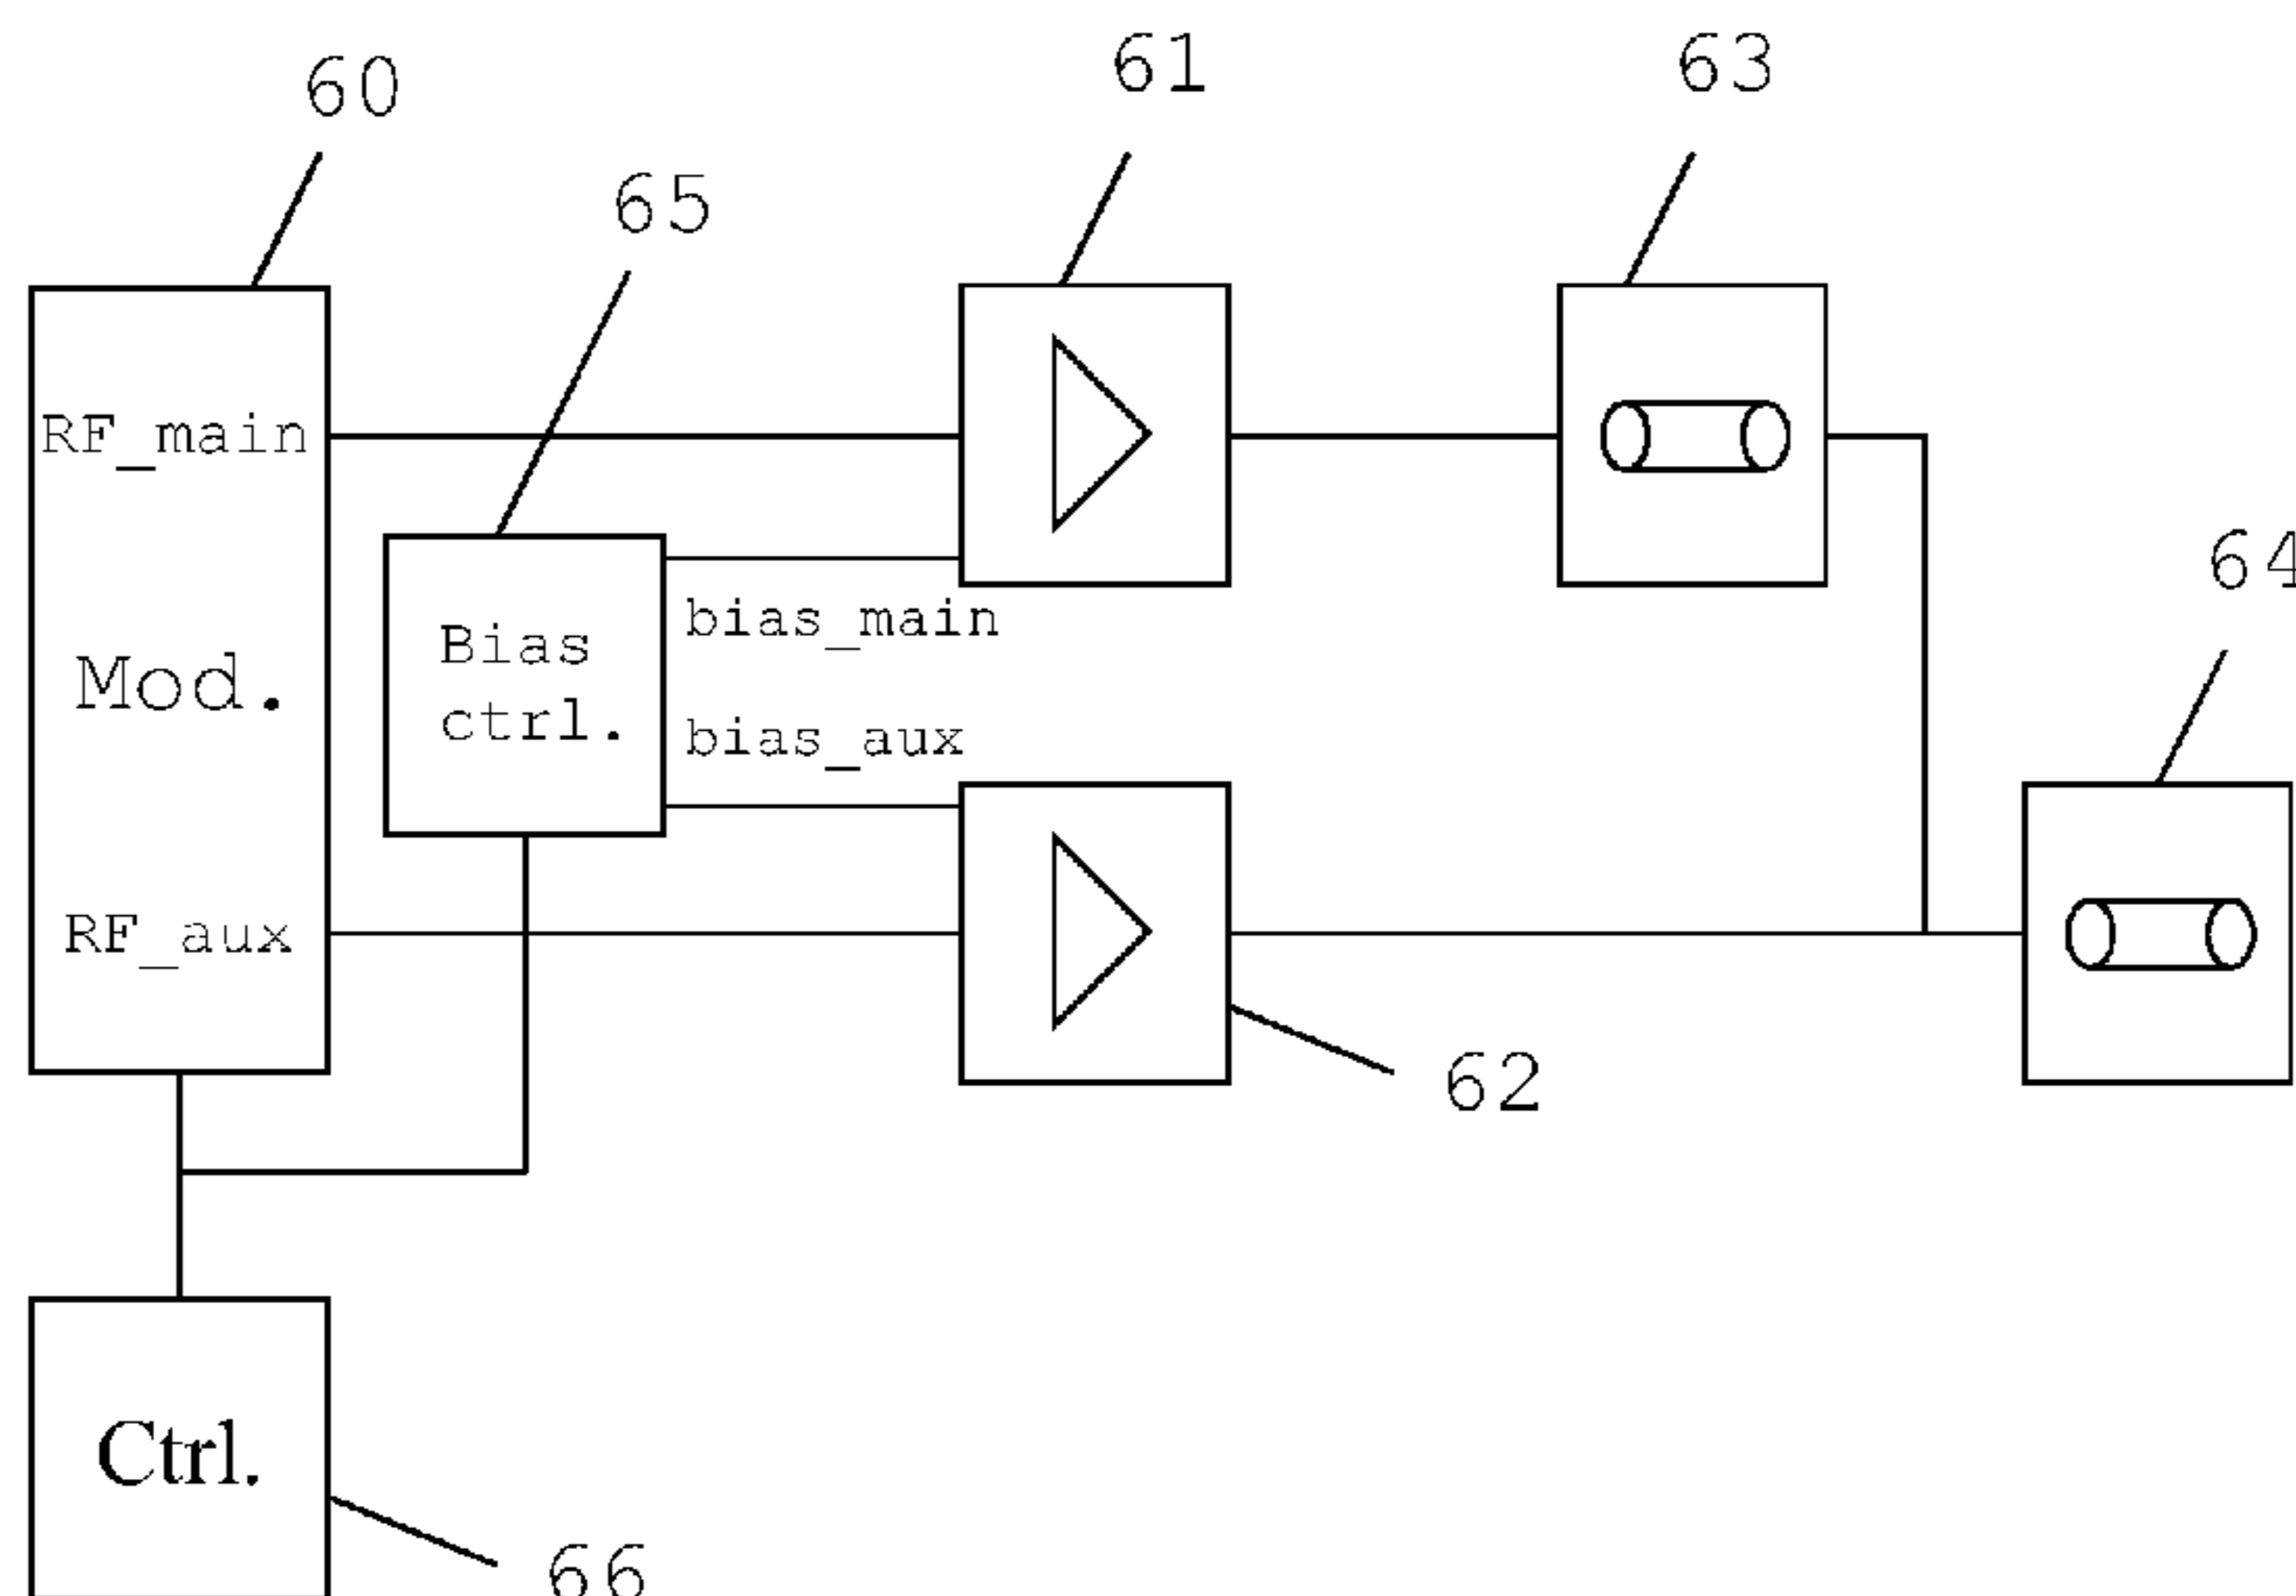 60
61
63
65
RF_main
64
bias_main
Bias
ctrl.
Mod.
bias_aux
RF_aux
62
Ctrl.
66